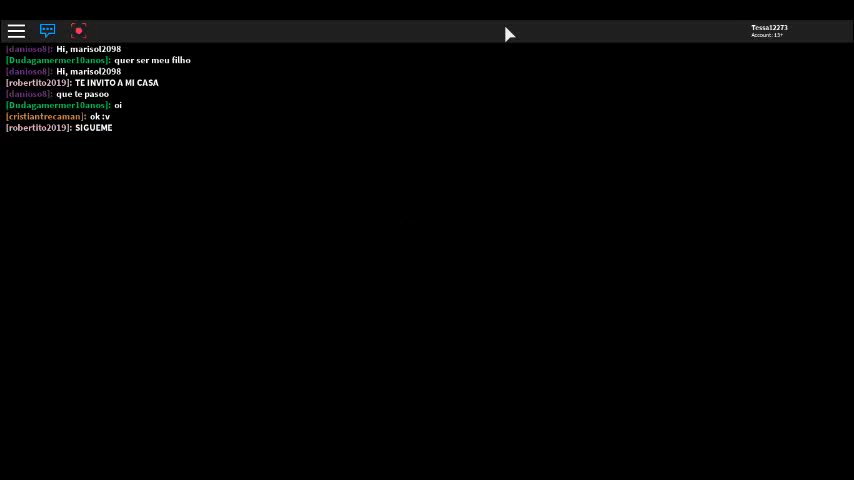 Tessa12273
Account: 13+
[danioso8]: Hi, marisol2098
[Dudagamermer10anos]: quer ser meu filho
[danioso8]: Hi, marisol2098
[robertito2019]: TE INVITO A MI CASA
[danioso8]: que te pasoo
[Dudagamermer10anos]: oi
[cristiantrecaman]: ok :v
[robertito2019]: SIGUEME